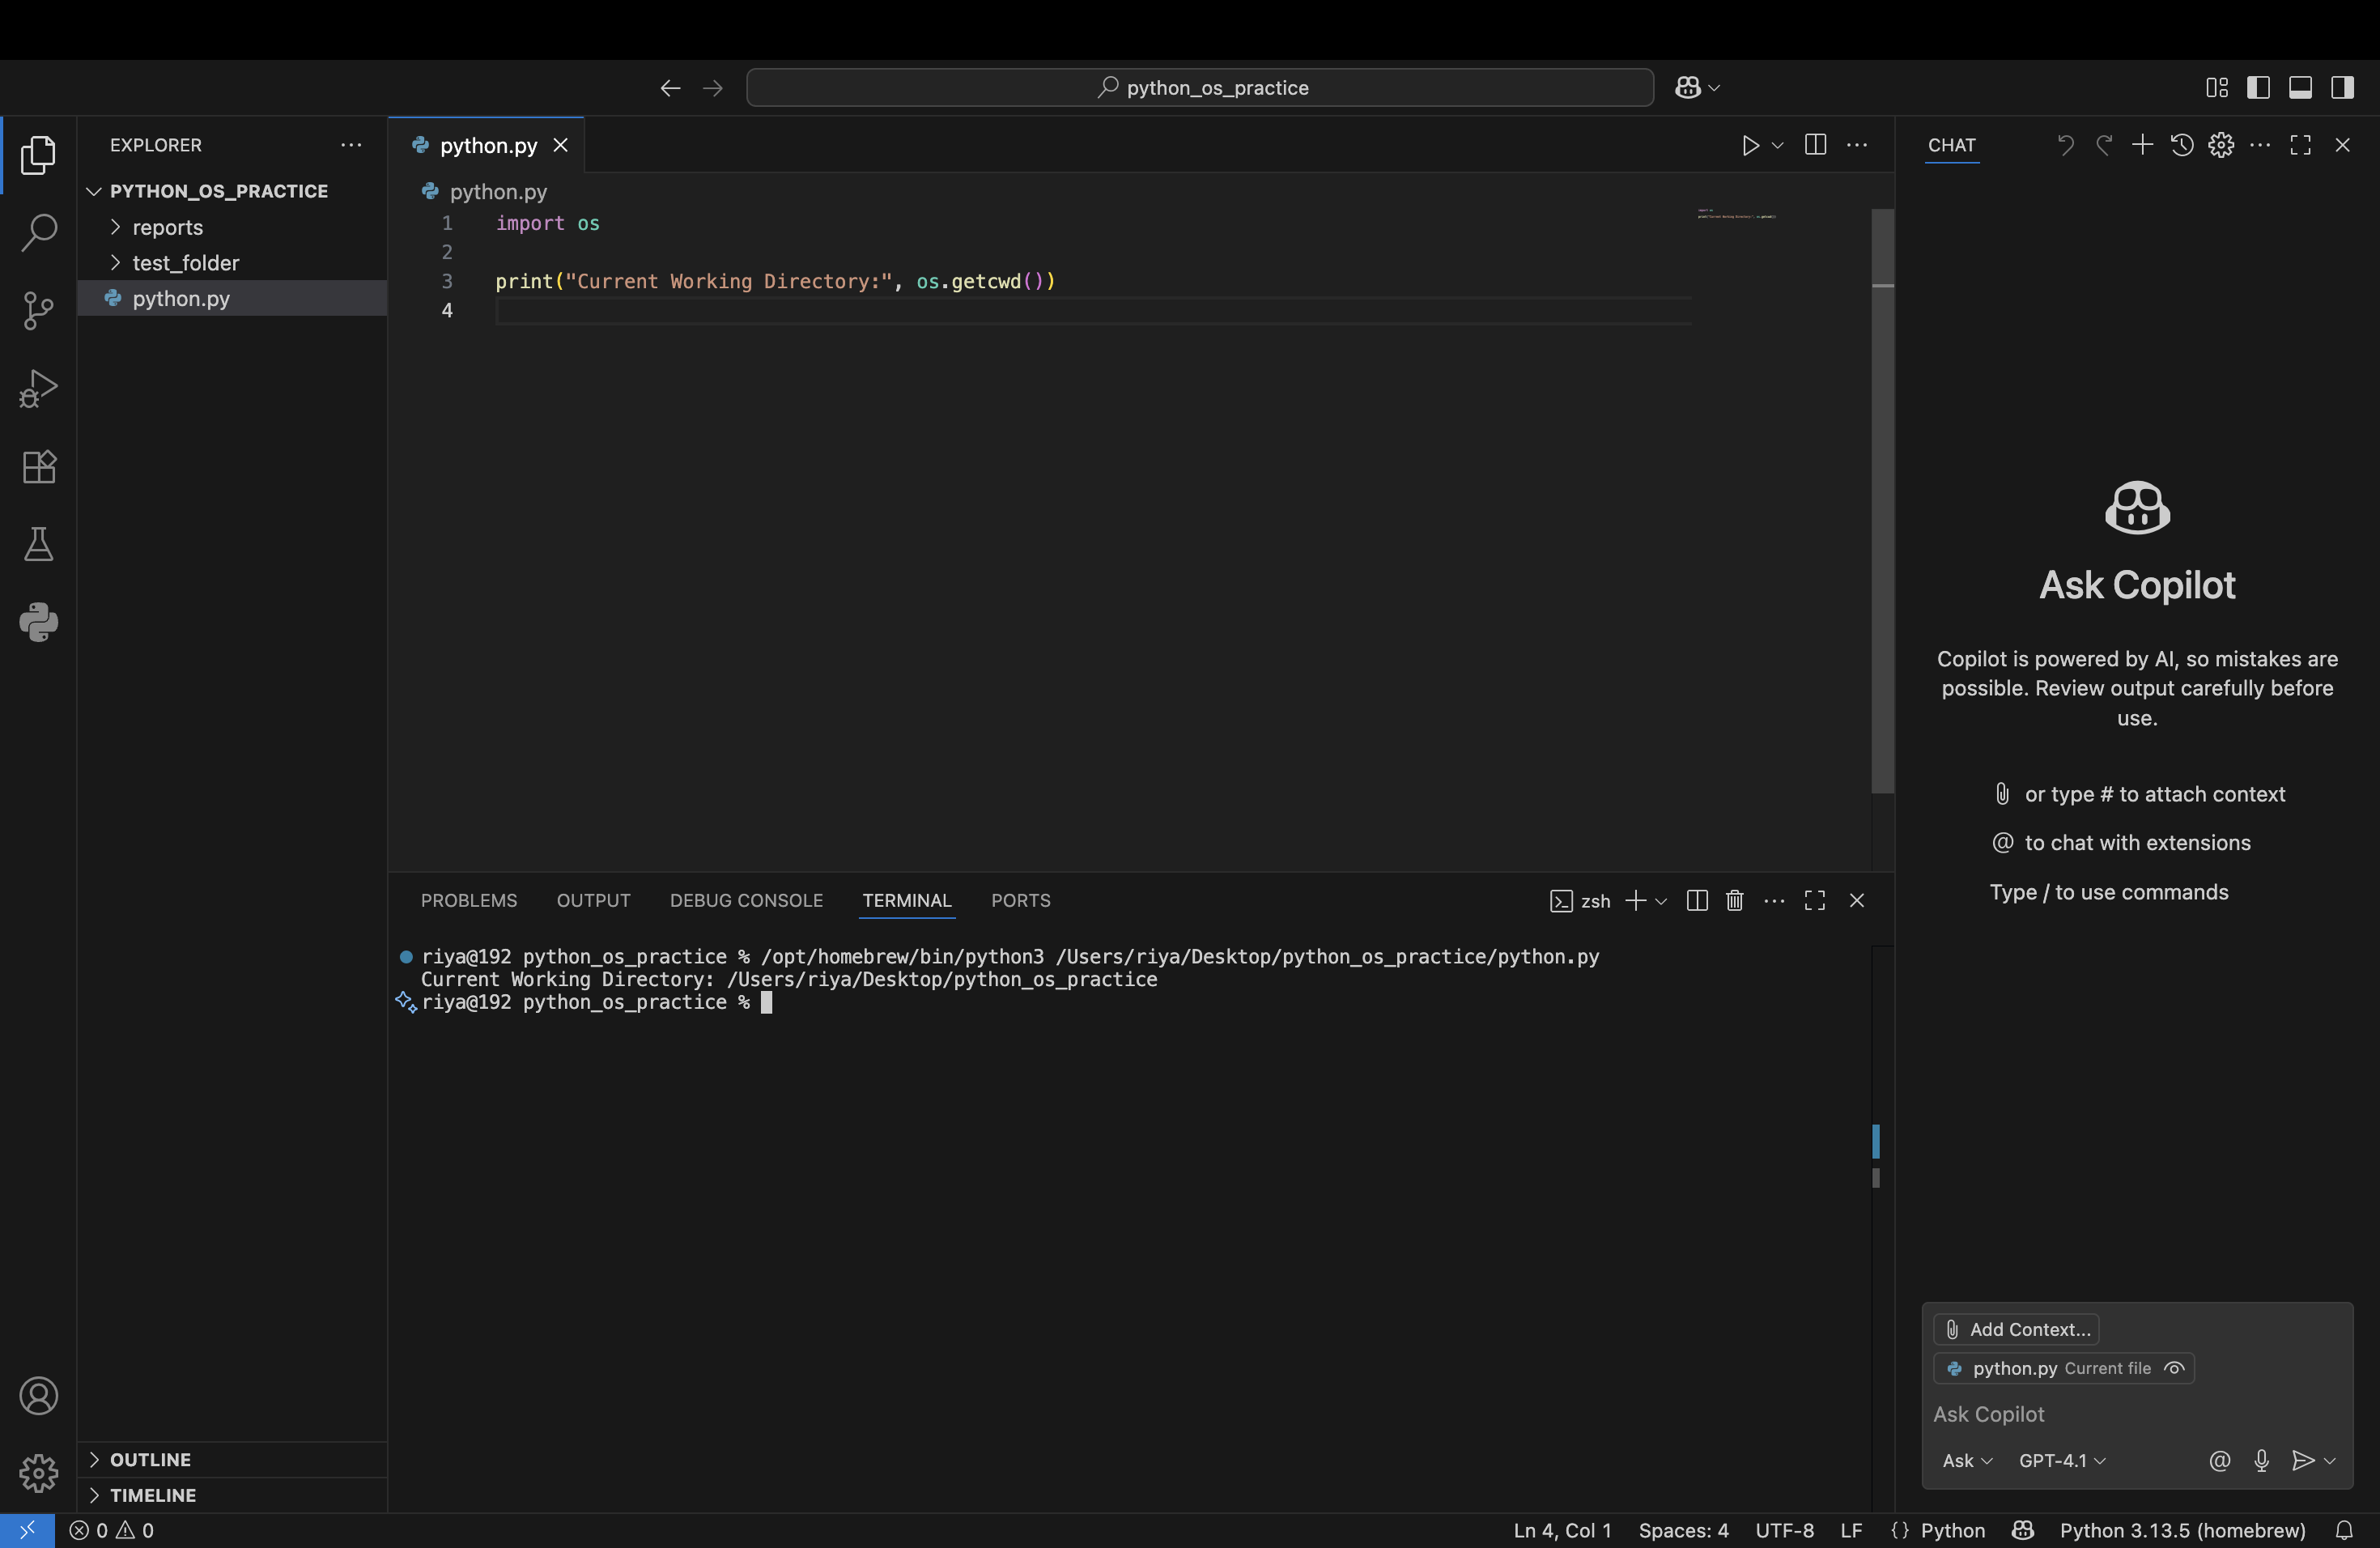 python_os_practice
EXPLORER
PYTHON_OS_PRACTICE
reports
test_folder
python.py
OUTLINE
TIMELINE
python.py
python.py
1 import os
2
3 print("Current Working Directory:", os.getcwd())
4
PROBLEMS OUTPUT DEBUG CONSOLE TERMINAL PORTS
zsh
riya@192 python_os_practice % /opt/homebrew/bin/python3 /Users/riya/Desktop/python_os_practice/python.py
Current Working Directory: /Users/riya/Desktop/python_os_practice
riya@192 python_os_practice %
CHAT
Ask Copilot
Copilot is powered by AI, so mistakes are
possible. Review output carefully before
use.
or type # to attach context
@ to chat with extensions
Type / to use commands
Add Context...
python.py Current file
Ask Copilot
Ask GPT-4.1 @
0 0
Ln 4, Col 1 Spaces: 4 UTF-8 LF {} Python Python 3.13.5 (homebrew)